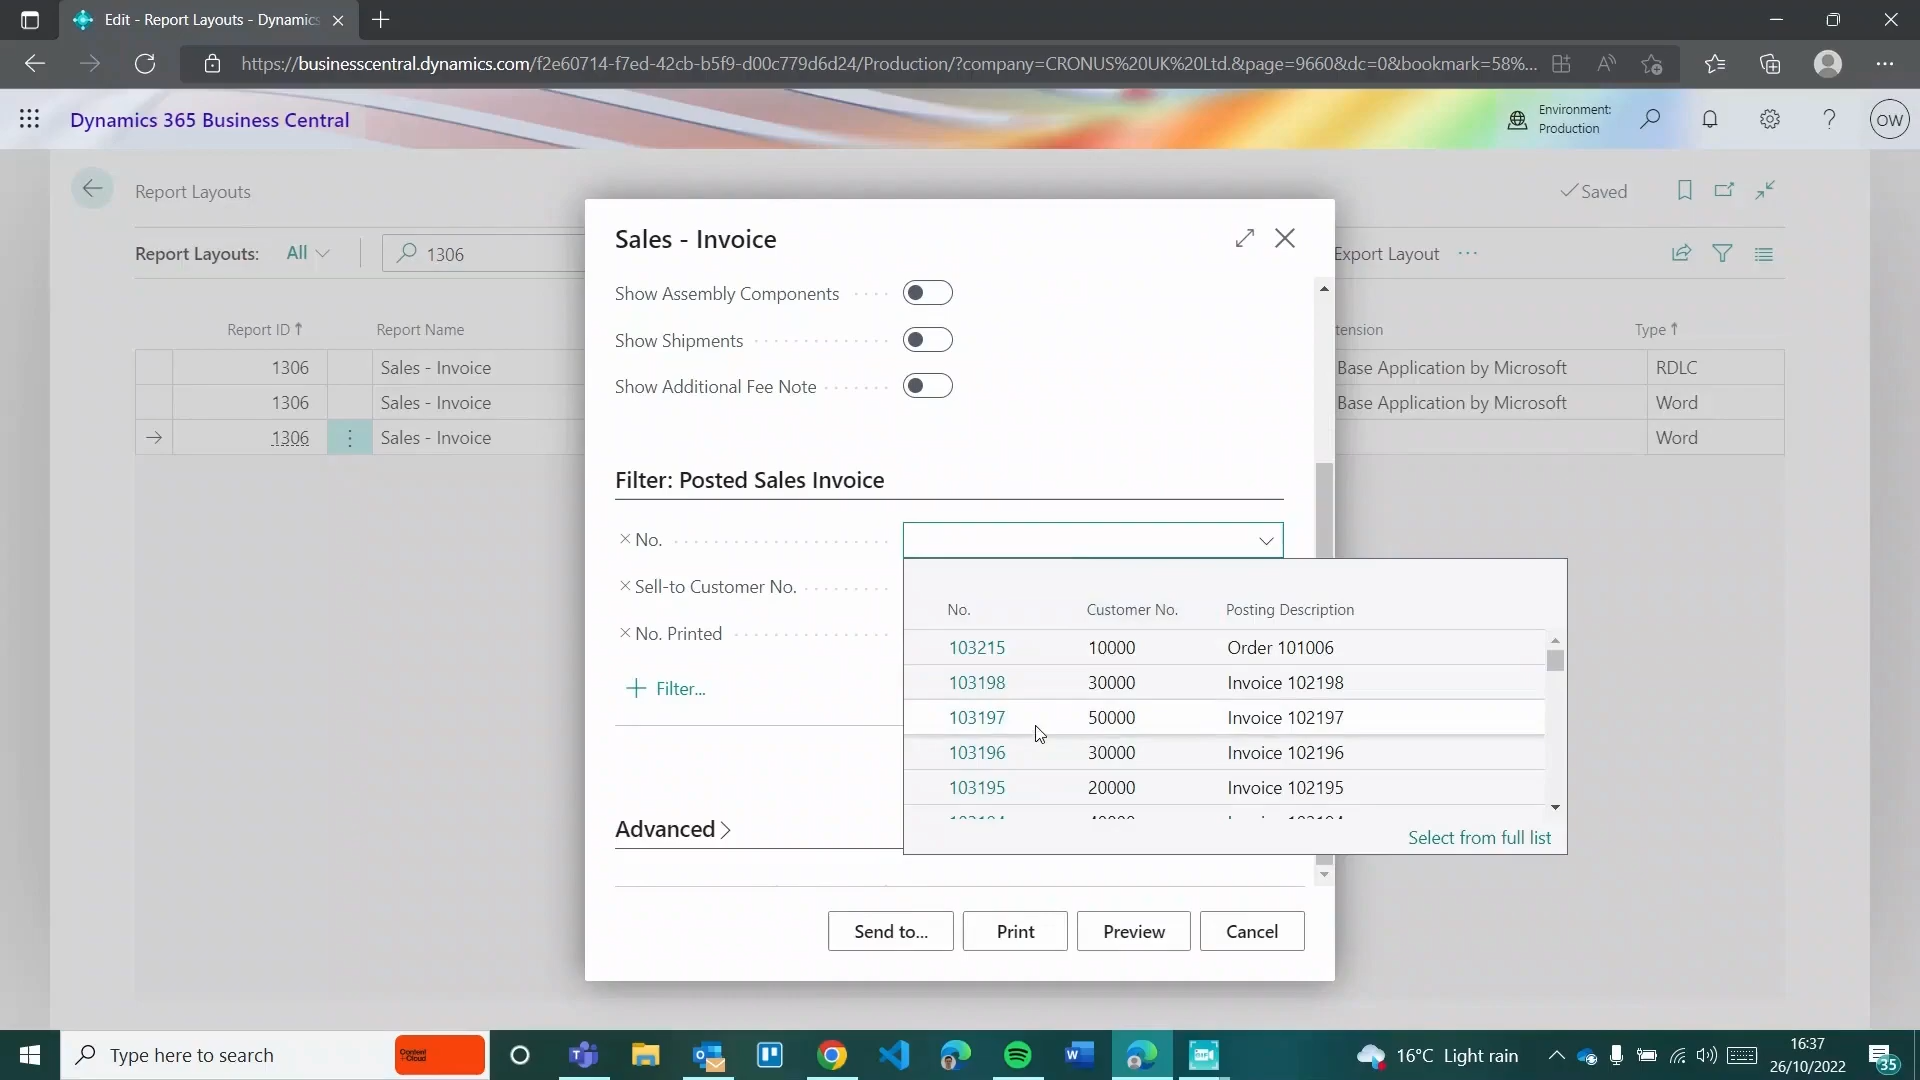 Edit - Report Layouts - Dynamics
https://businesscentral.dynamics.com/f2e60714-f7ed-42cb-b5f9-d00c779d6d24/Production/?company=CRONUS%20UK%20Ltd.&page=9660&dc=0&bookmark=58%...
Dynamics 365 Business Central
Environment:
Production
OW
Report Layouts
Saved
Report Layouts:
All
1306
Export Layout
Report ID
Report Name
tension
Type
1306
Sales - Invoice
Base Application by Microsoft
RDLC
1306
Sales - Invoice
Base Application by Microsoft
Word
1306
Sales - Invoice
Word
Sales - Invoice
Show Assembly Components
Show Shipments
Show Additional Fee Note
Filter: Posted Sales Invoice
No.
Sell-to Customer No.
No. Printed
Filter...
No.
Customer No.
Posting Description
103215
10000
Order 101006
103198
30000
Invoice 102198
103197
50000
Invoice 102197
103196
30000
Invoice 102196
103195
20000
Invoice 102195
Select from full list
Advanced
Send to...
Print
Preview
Cancel
Type here to search
Content
+Cloud
16°C Light rain
16:37
26/10/2022
35